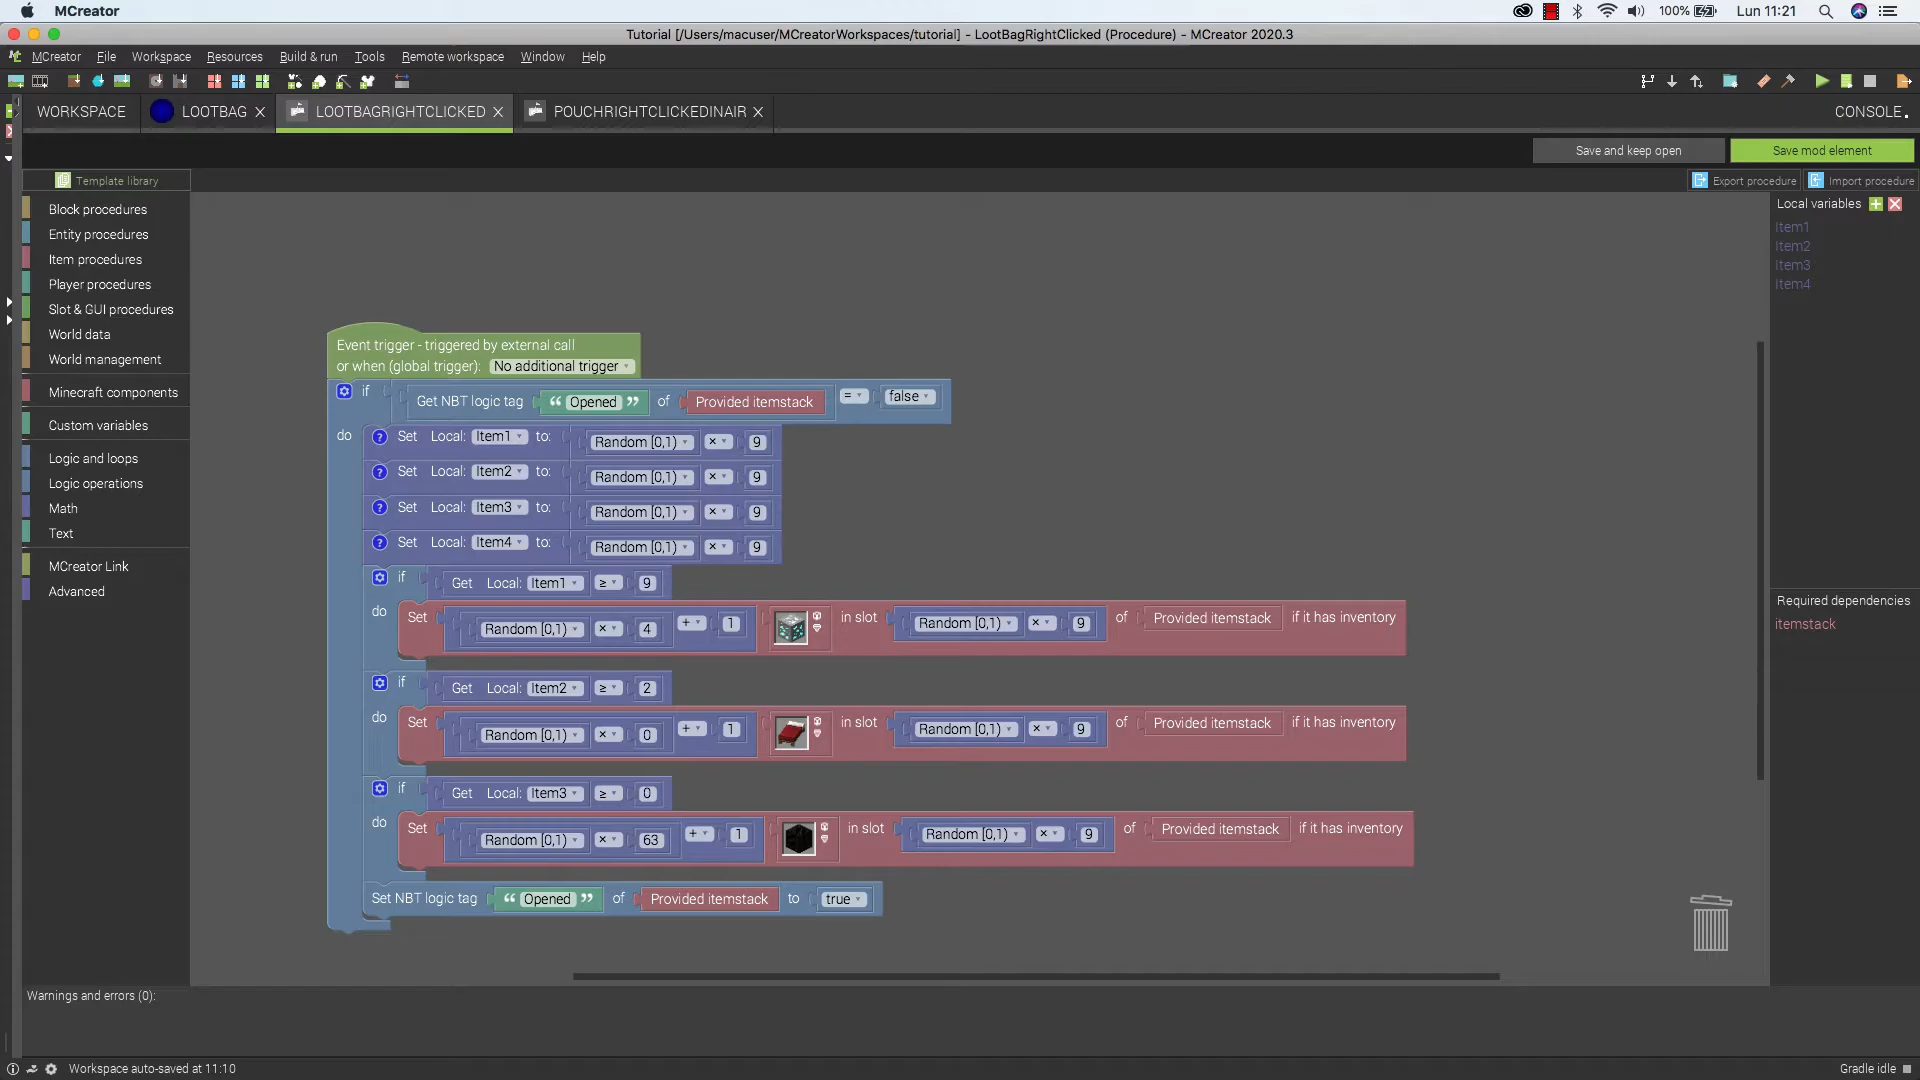 MCreator
100%
Lun 11:21
Tutorial [/Users/macuser/MCreatorWorkspaces/tutorial] - LootBagRightClicked (Procedure) - MCreator 2020.3
MCreator File Workspace Resources Build & run Tools Remote workspace Window Help
WORKSPACE LOOTBAG LOOTBAGRIGHTCLICKED POUCHRIGHTCLICKEDINAIR CONSOLE
Save and keep open Save mod element
Template library Export procedure Import procedure
Block procedures
Entity procedures
Item procedures
Player procedures
Slot & GUI procedures
World data
World management
Minecraft components
Custom variables
Logic and loops
Logic operations
Math
Text
MCreator Link
Advanced
Event trigger - triggered by external call
or when (global trigger): No additional trigger
if Get NBT logic tag “ Opened ” of Provided itemstack = false
do ? Set Local: Item1 to: Random [0,1) × 9
? Set Local: Item2 to: Random [0,1) × 9
? Set Local: Item3 to: Random [0,1) × 9
? Set Local: Item4 to: Random [0,1) × 9
if Get Local: Item1 ≥ 9
do Set Random [0,1) × 4 + 1 in slot Random [0,1) × 9 of Provided itemstack if it has inventory
if Get Local: Item2 ≥ 2
do Set Random [0,1) × 0 + 1 in slot Random [0,1) × 9 of Provided itemstack if it has inventory
if Get Local: Item3 ≥ 0
do Set Random [0,1) × 63 + 1 in slot Random [0,1) × 9 of Provided itemstack if it has inventory
Set NBT logic tag “ Opened ” of Provided itemstack to true
Local variables
Item1
Item2
Item3
Item4
Required dependencies
itemstack
Warnings and errors (0):
Workspace auto-saved at 11:10
Gradle idle